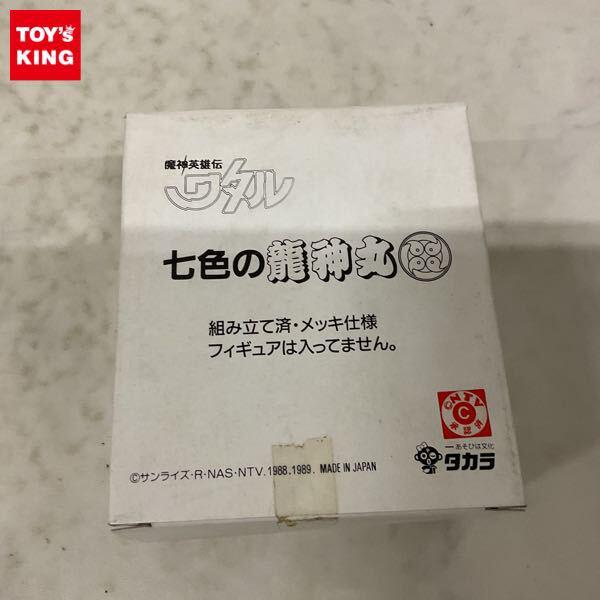 TOY's
KING
魔神英雄伝
ワタル
七色の龍神丸
組み立て済・メッキ仕様
フィギュアは入ってません。
©NTV
C
承認済
―あそびは文化
タカラ
©サンライズ・R・NAS・NTV. 1988.1989. MADE IN JAPAN